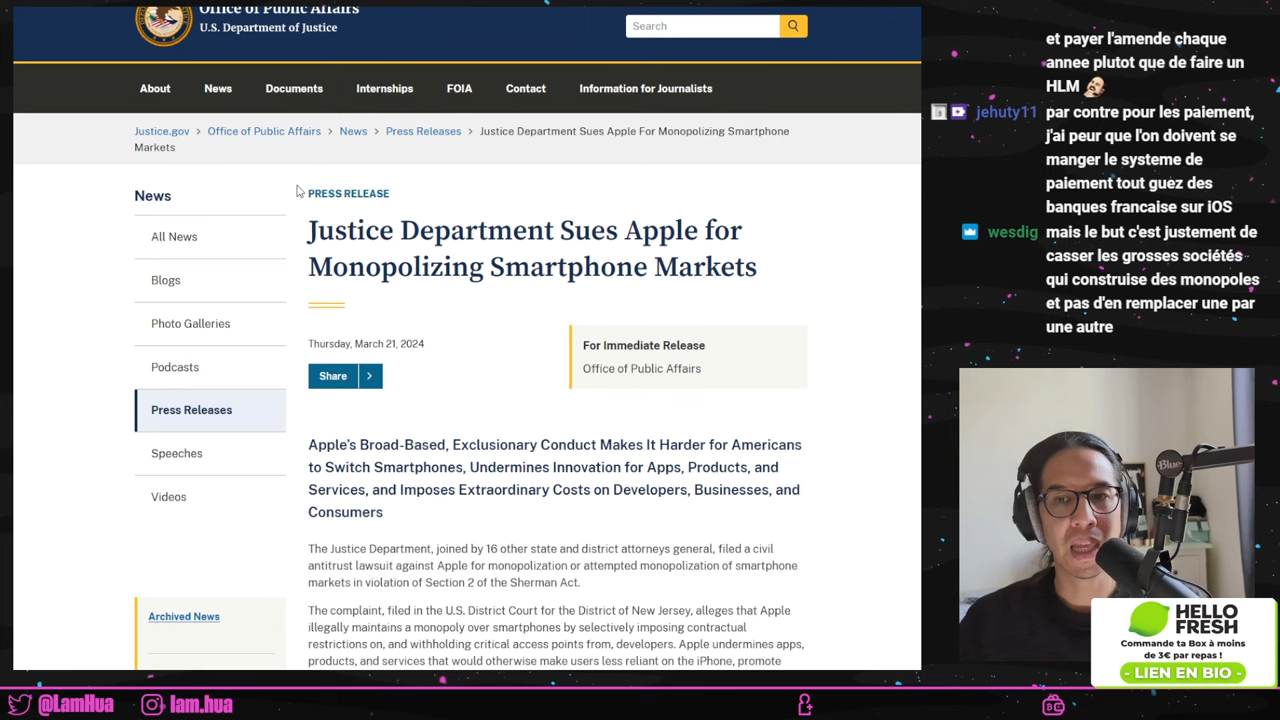 Office of Public Affairs
U.S. Department of Justice
Search
About
News
Documents
Internships
FOIA
Contact
Information for Journalists
Justice.gov > Office of Public Affairs > News > Press Releases > Justice Department Sues Apple For Monopolizing Smartphone
Markets
News
All News
Blogs
Photo Galleries
Podcasts
Press Releases
Speeches
Videos
Archived News
PRESS RELEASE
Justice Department Sues Apple for
Monopolizing Smartphone Markets
Thursday, March 21, 2024
Share >
For Immediate Release
Office of Public Affairs
Apple's Broad-Based, Exclusionary Conduct Makes It Harder for Americans
to Switch Smartphones, Undermines Innovation for Apps, Products, and
Services, and Imposes Extraordinary Costs on Developers, Businesses, and
Consumers
The Justice Department, joined by 16 other state and district attorneys general, filed a civil
antitrust lawsuit against Apple for monopolization or attempted monopolization of smartphone
markets in violation of Section 2 of the Sherman Act.
The complaint, filed in the U.S. District Court for the District of New Jersey, alleges that Apple
illegally maintains a monopoly over smartphones by selectively imposing contractual
restrictions on, and withholding critical access points from, developers. Apple undermines apps,
products, and services that would otherwise make users less reliant on the iPhone, promote
et payer l'amende chaque
annee plutot que de faire un
HLM
jehuty11 par contre pour les paiement,
j'ai peur que l'on doivent se
manger le systeme de
paiement tout guez des
banques francaise sur iOS
wesdig mais le but c'est justement de
casser les grosses sociétés
qui construise des monopoles
et pas d'en remplacer une par
une autre
Blue
HELLO
FRESH
Commande ta Box à moins
de 3€ par repas !
- LIEN EN BIO -
@LamHua
lam.hua